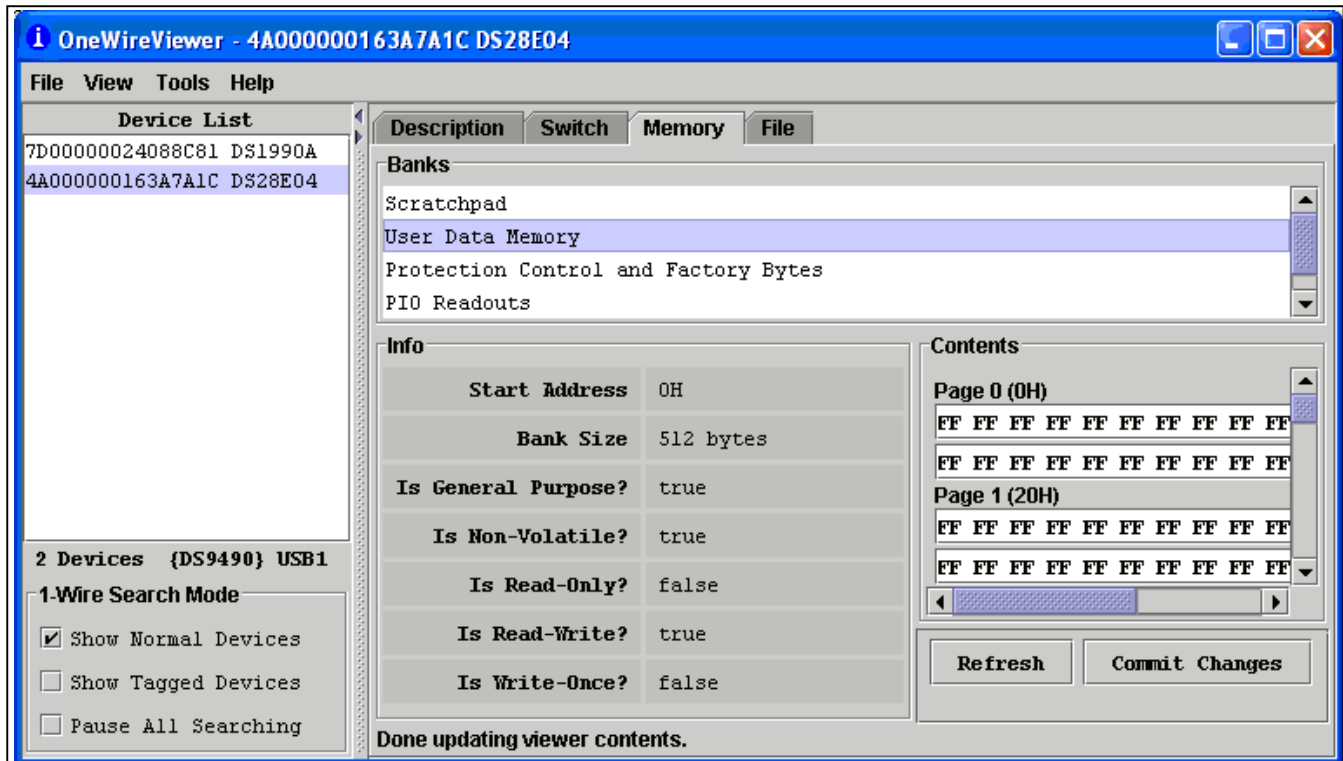 OneWireViewer - 4A000000163A7A1C DS28E04
File View Tools Help
Device List
7D00000024088C81 DS1990A
4A000000163A7A1C DS28E04
2 Devices {DS9490} USB1
1-Wire Search Mode
Show Normal Devices
Show Tagged Devices
Pause All Searching
Description Switch Memory File
Banks
Scratchpad
User Data Memory
Protection Control and Factory Bytes
PIO Readouts
Info
Start Address 0H
Bank Size 512 bytes
Is General Purpose? true
Is Non-Volatile? true
Is Read-Only? false
Is Read-Write? true
Is Write-Once? false
Contents
Page 0 (0H)
FF FF FF FF FF FF FF FF FF FF
FF FF FF FF FF FF FF FF FF FF
Page 1 (20H)
FF FF FF FF FF FF FF FF FF FF
FF FF FF FF FF FF FF FF FF FF
Refresh Commit Changes
Done updating viewer contents.